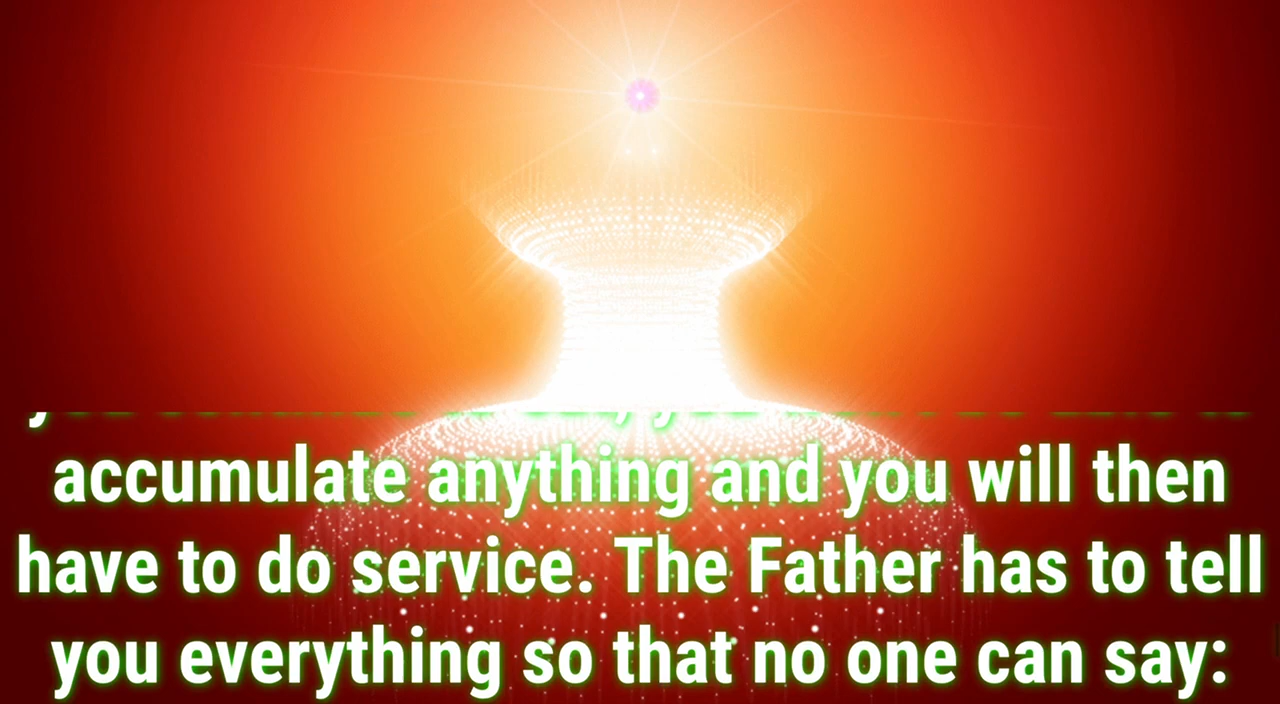 accumulate anything and you will then
have to do service. The Father has to tell
you everything so that no one can say: